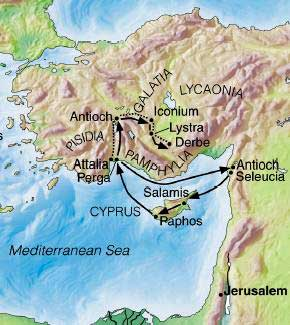 GALATIA
LYCAONIA
Antioch
Iconium
PISIDIA
Lystra
Derbe
PAMPHYLIA
Attalia
Perga
Antioch
Seleucia
Salamis
CYPRUS
Paphos
Mediterranean Sea
Jerusalem